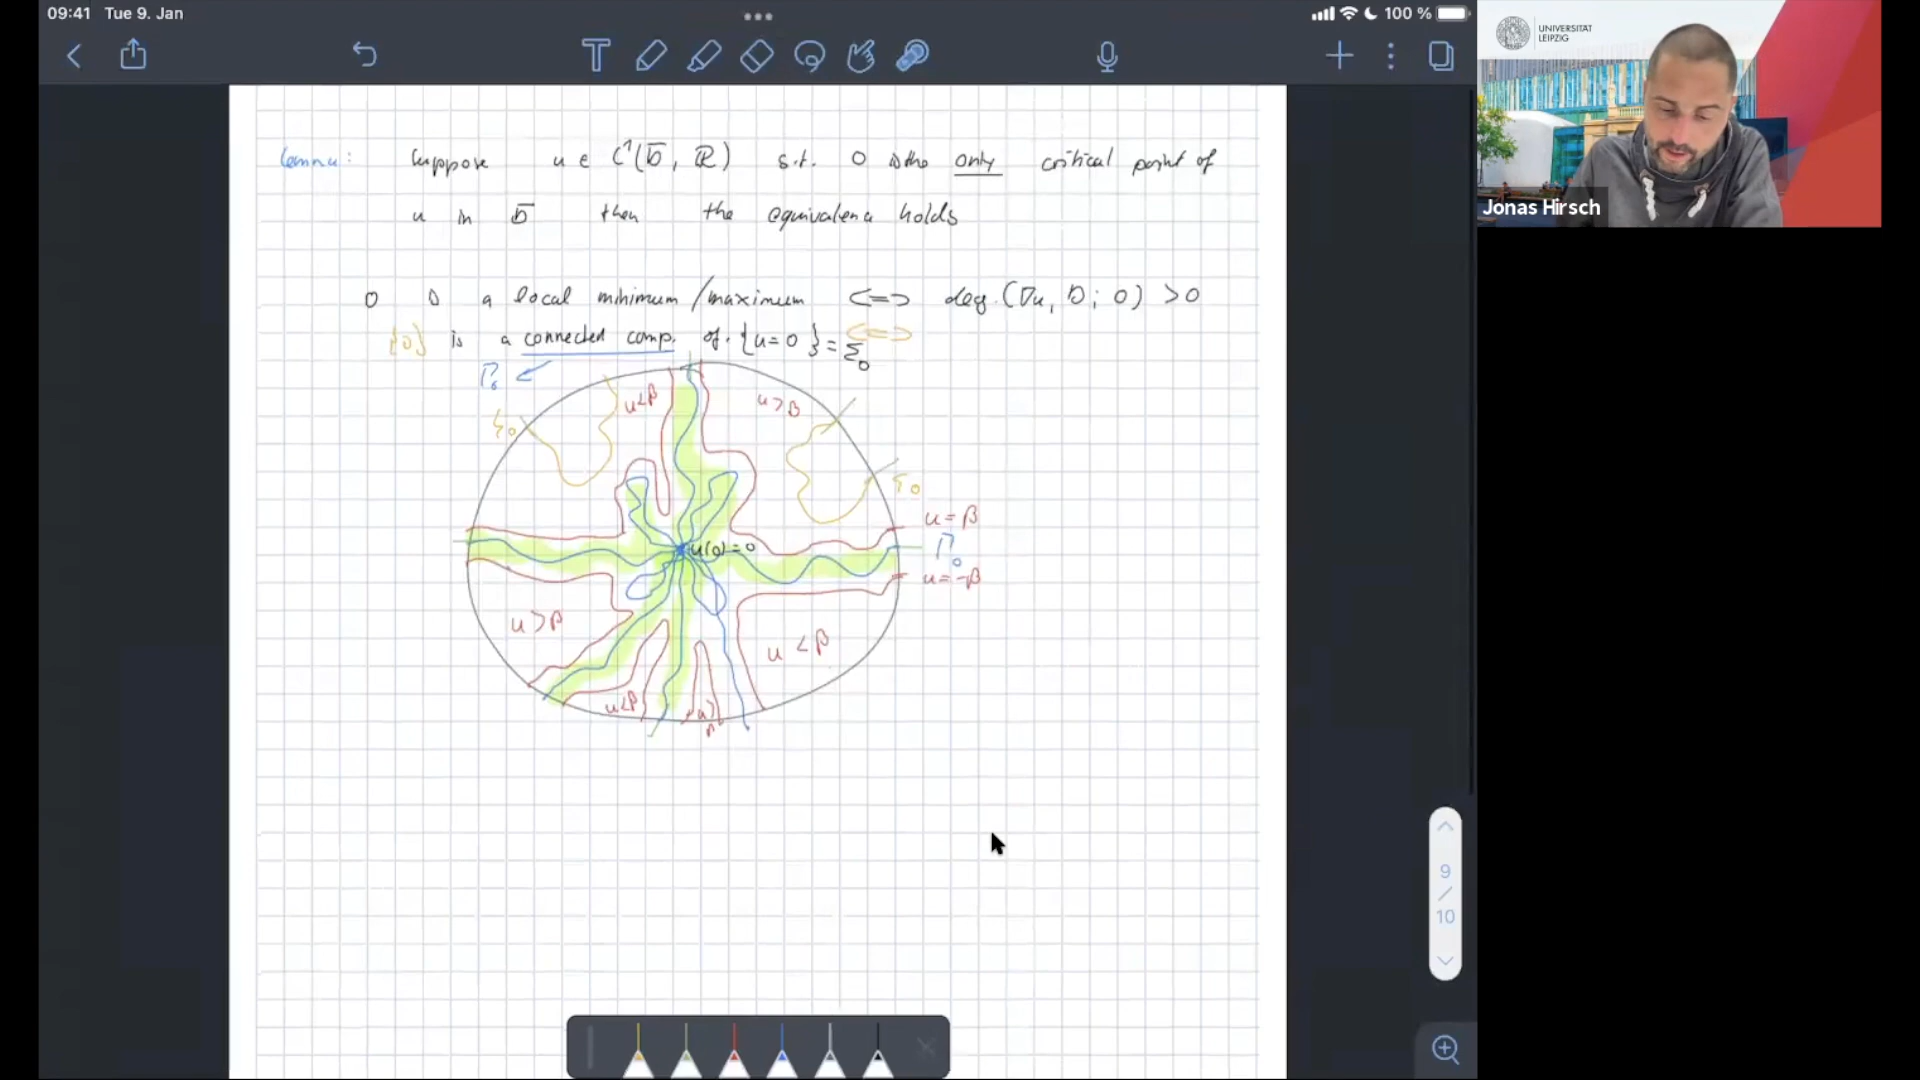 09:41 Tue 9. Jan
100 %
UNIVERSITÄT
LEIPZIG
Jonas Hirsch
Lemma: Suppose u ∈ C¹(D̄, ℝ) s.t. 0 is the only critical point of
u in D̄ then the equivalence holds
0 is a local minimum/maximum <=> deg.(∇u, D; 0) > 0
{0} is a connected comp. of {u=0} = Σ₀ <=>
Γ₀
u<β
u>β
Σ₀
Σ₀
u=β
Γ₀
u(0)=0
u=-β
u>β
u<β
u<β
9
/
10